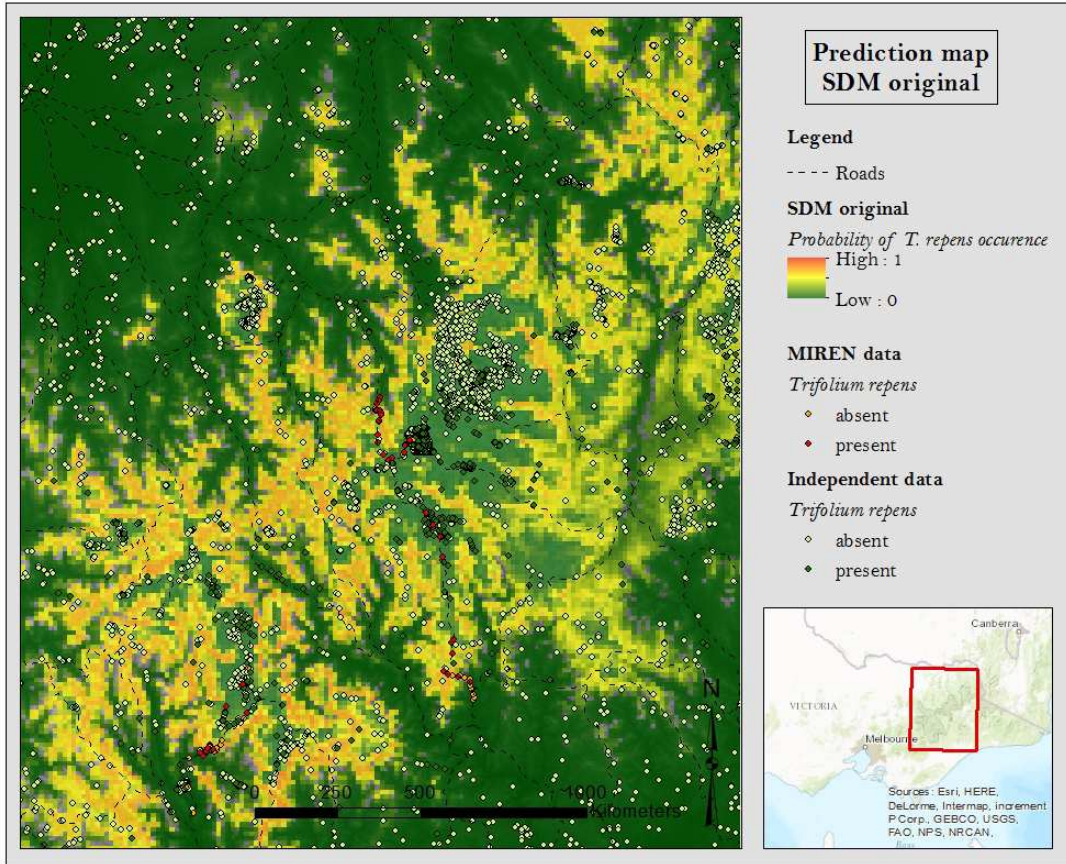 Prediction map
SDM original
Legend
Roads
SDM original
Probability of T. repens occurence
High : 1
Low : 0
MIREN data
Trifolium repens
absent
present
Independent data
Trifolium repens
absent
present
N
0 250 500 1000
Kilometers
Canberra
VICTORIA
Melbourne
Sources: Esri, HERE,
DeLorme, Intermap, increment
P Corp., GEBCO, USGS,
FAO, NPS, NRCAN,